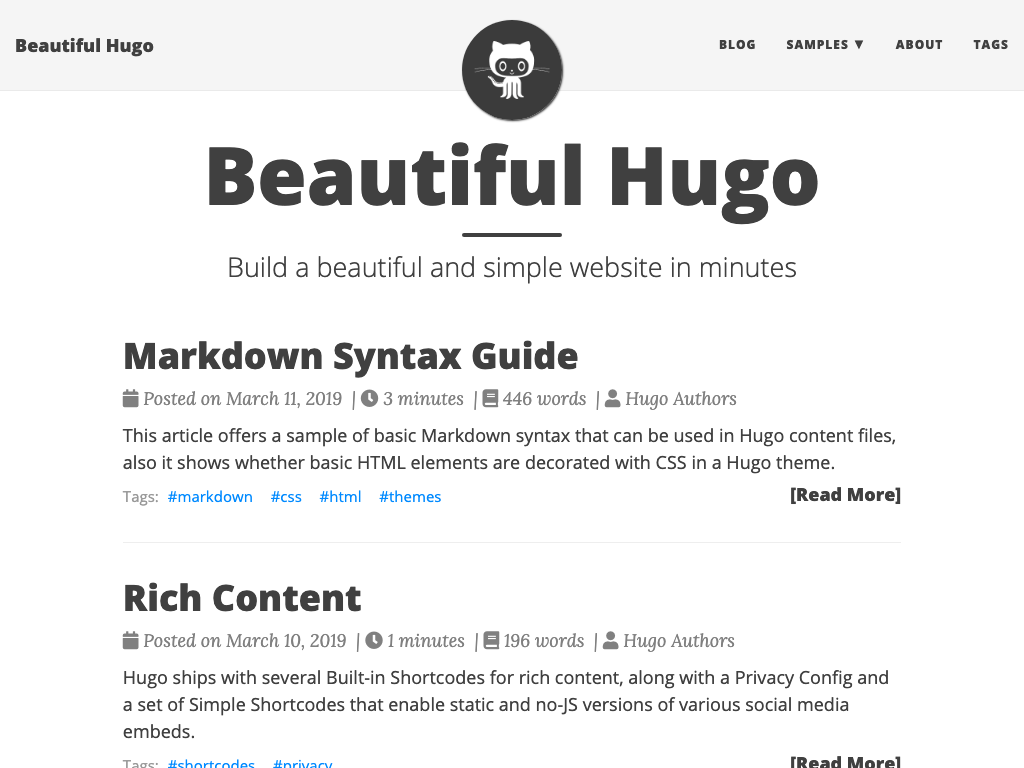 Beautiful Hugo
BLOG SAMPLES ▼ ABOUT TAGS
Beautiful Hugo
Build a beautiful and simple website in minutes
Markdown Syntax Guide
Posted on March 11, 2019 | 3 minutes | 446 words | Hugo Authors
This article offers a sample of basic Markdown syntax that can be used in Hugo content files,
also it shows whether basic HTML elements are decorated with CSS in a Hugo theme.
Tags: #markdown #css #html #themes [Read More]
Rich Content
Posted on March 10, 2019 | 1 minutes | 196 words | Hugo Authors
Hugo ships with several Built-in Shortcodes for rich content, along with a Privacy Config and
a set of Simple Shortcodes that enable static and no-JS versions of various social media
embeds.
Tags: #shortcodes #privacy [Read More]